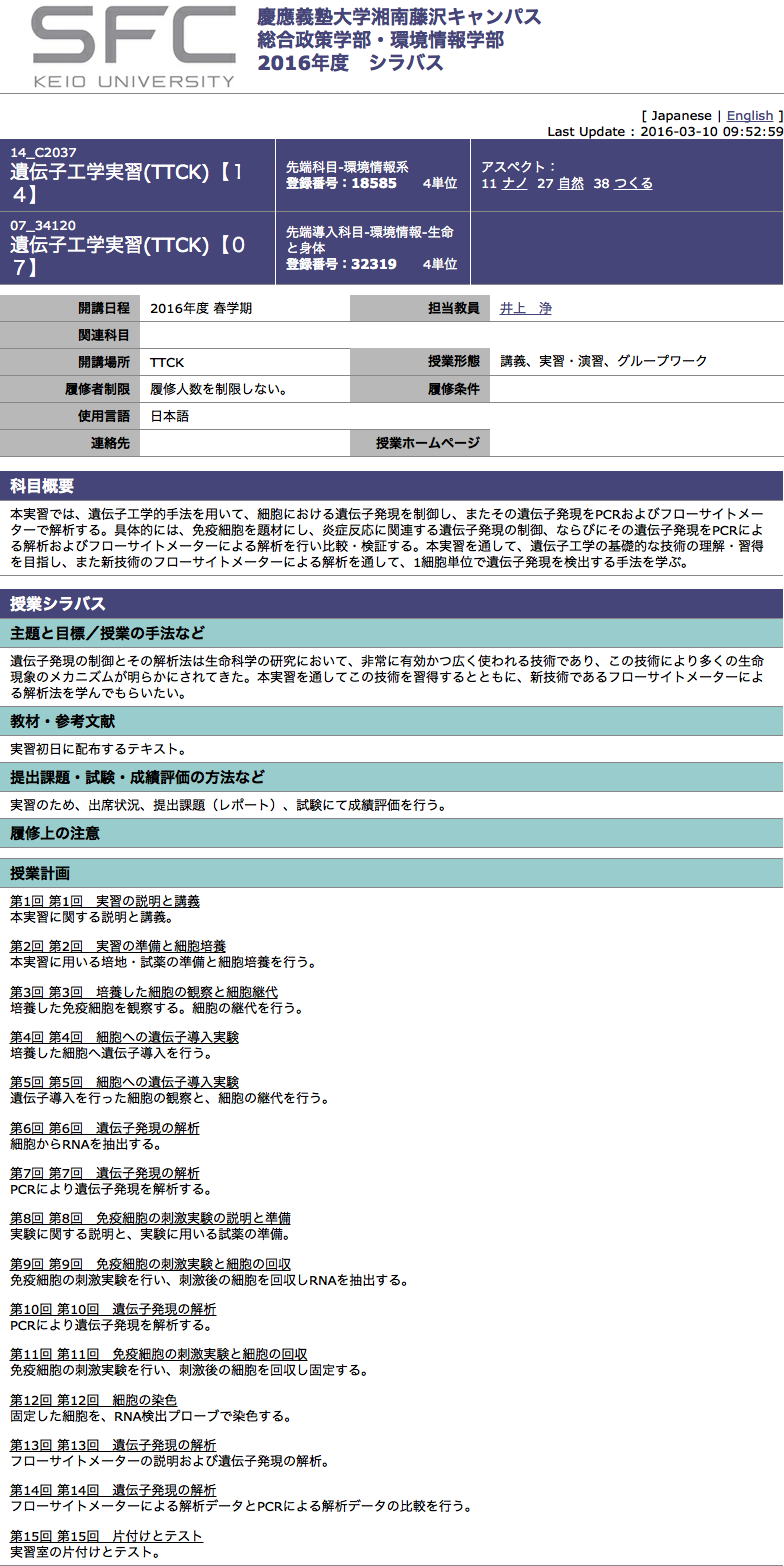 SFC
KEIO UNIVERSITY
慶應義塾大学湘南藤沢キャンパス
総合政策学部・環境情報学部
2016年度　シラバス
[ Japanese | English ]
Last Update : 2016-03-10 09:52:59
14_C2037
遺伝子工学実習(TTCK)【１
４】
先端科目-環境情報系
登録番号：18585　　4単位
アスペクト：
11 ナノ 27 自然 38 つくる
07_34120
遺伝子工学実習(TTCK)【０
７】
先端導入科目-環境情報-生命
と身体
登録番号：32319　　4単位
開講日程 2016年度 春学期 担当教員 井上　浄
関連科目
開講場所 TTCK 授業形態 講義、実習・演習、グループワーク
履修者制限 履修人数を制限しない。 履修条件
使用言語 日本語
連絡先 授業ホームページ
科目概要
本実習では、遺伝子工学的手法を用いて、細胞における遺伝子発現を制御し、またその遺伝子発現をPCRおよびフローサイトメー
ターで解析する。具体的には、免疫細胞を題材にし、炎症反応に関連する遺伝子発現の制御、ならびにその遺伝子発現をPCRによ
る解析およびフローサイトメーターによる解析を行い比較・検証する。本実習を通して、遺伝子工学の基礎的な技術の理解・習得
を目指し、また新技術のフローサイトメーターによる解析を通して、1細胞単位で遺伝子発現を検出する手法を学ぶ。
授業シラバス
主題と目標／授業の手法など
遺伝子発現の制御とその解析法は生命科学の研究において、非常に有効かつ広く使われる技術であり、この技術により多くの生命
現象のメカニズムが明らかにされてきた。本実習を通してこの技術を習得するとともに、新技術であるフローサイトメーターによ
る解析法を学んでもらいたい。
教材・参考文献
実習初日に配布するテキスト。
提出課題・試験・成績評価の方法など
実習のため、出席状況、提出課題（レポート）、試験にて成績評価を行う。
履修上の注意
授業計画
第1回 第1回　実習の説明と講義
本実習に関する説明と講義。
第2回 第2回　実習の準備と細胞培養
本実習に用いる培地・試薬の準備と細胞培養を行う。
第3回 第3回　培養した細胞の観察と細胞継代
培養した免疫細胞を観察する。細胞の継代を行う。
第4回 第4回　細胞への遺伝子導入実験
培養した細胞へ遺伝子導入を行う。
第5回 第5回　細胞への遺伝子導入実験
遺伝子導入を行った細胞の観察と、細胞の継代を行う。
第6回 第6回　遺伝子発現の解析
細胞からRNAを抽出する。
第7回 第7回　遺伝子発現の解析
PCRにより遺伝子発現を解析する。
第8回 第8回　免疫細胞の刺激実験の説明と準備
実験に関する説明と、実験に用いる試薬の準備。
第9回 第9回　免疫細胞の刺激実験と細胞の回収
免疫細胞の刺激実験を行い、刺激後の細胞を回収しRNAを抽出する。
第10回 第10回　遺伝子発現の解析
PCRにより遺伝子発現を解析する。
第11回 第11回　免疫細胞の刺激実験と細胞の回収
免疫細胞の刺激実験を行い、刺激後の細胞を回収し固定する。
第12回 第12回　細胞の染色
固定した細胞を、RNA検出プローブで染色する。
第13回 第13回　遺伝子発現の解析
フローサイトメーターの説明および遺伝子発現の解析。
第14回 第14回　遺伝子発現の解析
フローサイトメーターによる解析データとPCRによる解析データの比較を行う。
第15回 第15回　片付けとテスト
実習室の片付けとテスト。